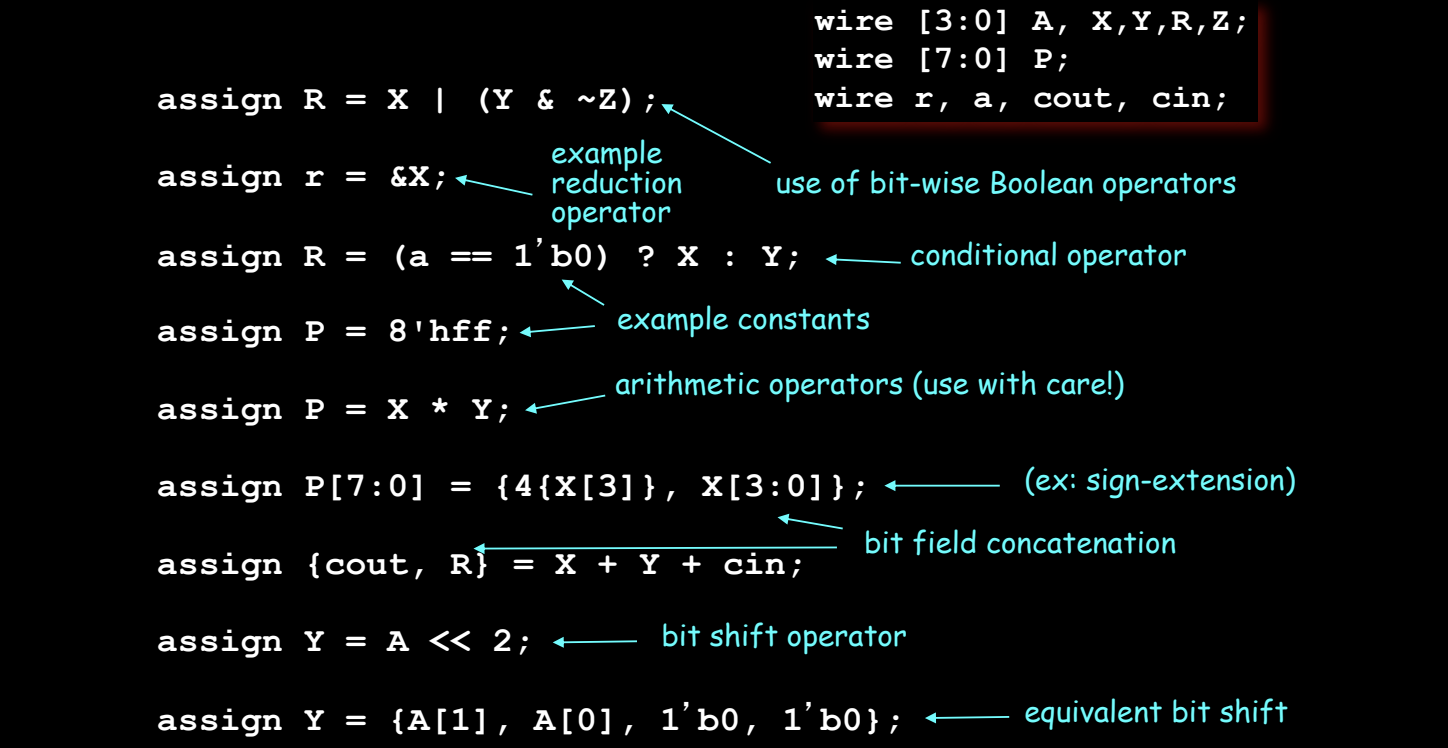 wire [3:0] A, X,Y,R,Z;
wire [7:0] P;
wire r, a, cout, cin;
assign R = X | (Y & ~Z);
use of bit-wise Boolean operators
assign r = &X;
example
reduction
operator
assign R = (a == 1’b0) ? X : Y;
conditional operator
example constants
assign P = 8'hff;
arithmetic operators (use with care!)
assign P = X * Y;
assign P[7:0] = {4{X[3]}, X[3:0]};
(ex: sign-extension)
bit field concatenation
assign {cout, R} = X + Y + cin;
assign Y = A << 2;
bit shift operator
assign Y = {A[1], A[0], 1’b0, 1’b0};
equivalent bit shift